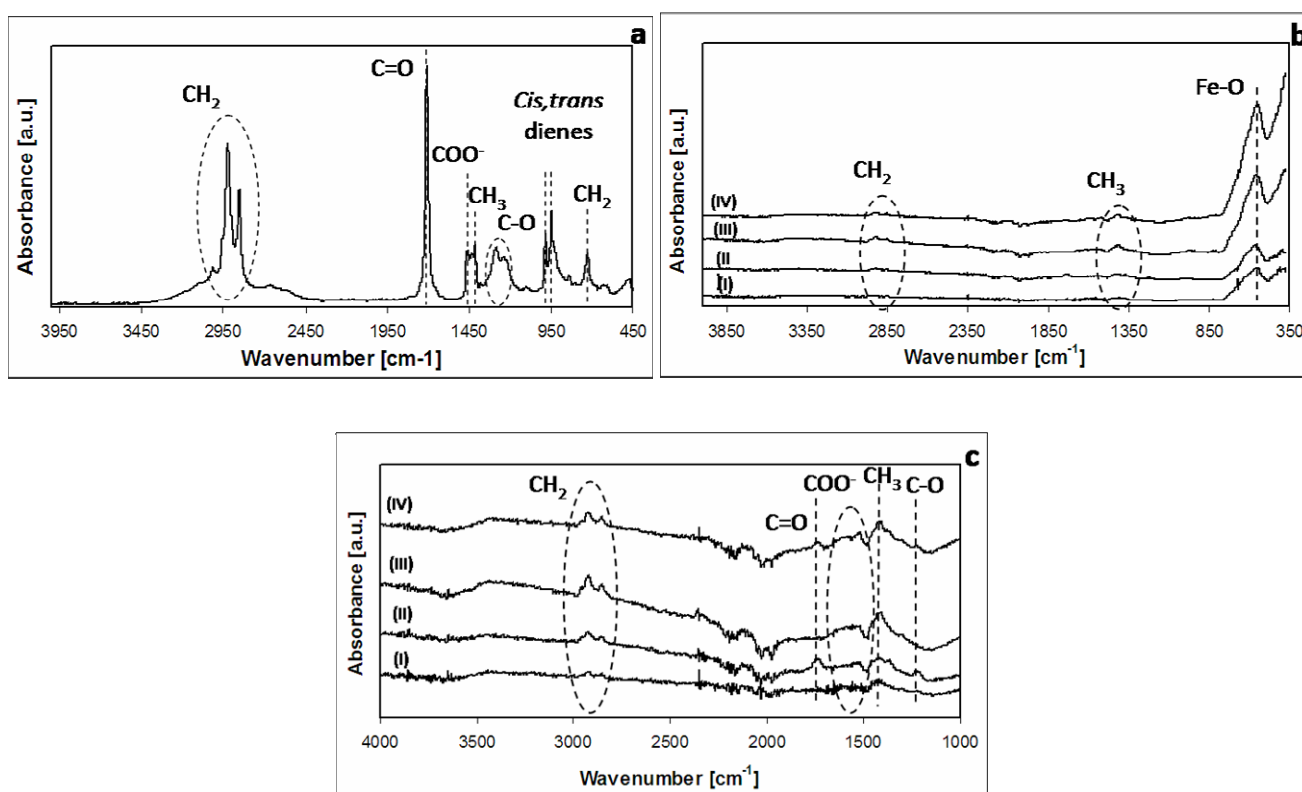 a
C=O
CH₂
Cis,trans
dienes
COO⁻
CH₃
C–O
CH₂
Absorbance [a.u.]
3950 3450 2950 2450 1950 1450 950 450
Wavenumber [cm-1]
b
Fe–O
CH₂
CH₃
(IV)
(III)
(II)
(I)
Absorbance [a.u.]
3850 3350 2850 2350 1850 1350 850 350
Wavenumber [cm⁻¹]
c
CH₂
COO⁻
CH₃
C–O
C=O
(IV)
(III)
(II)
(I)
Absorbance [a.u.]
4000 3500 3000 2500 2000 1500 1000
Wavenumber [cm⁻¹]